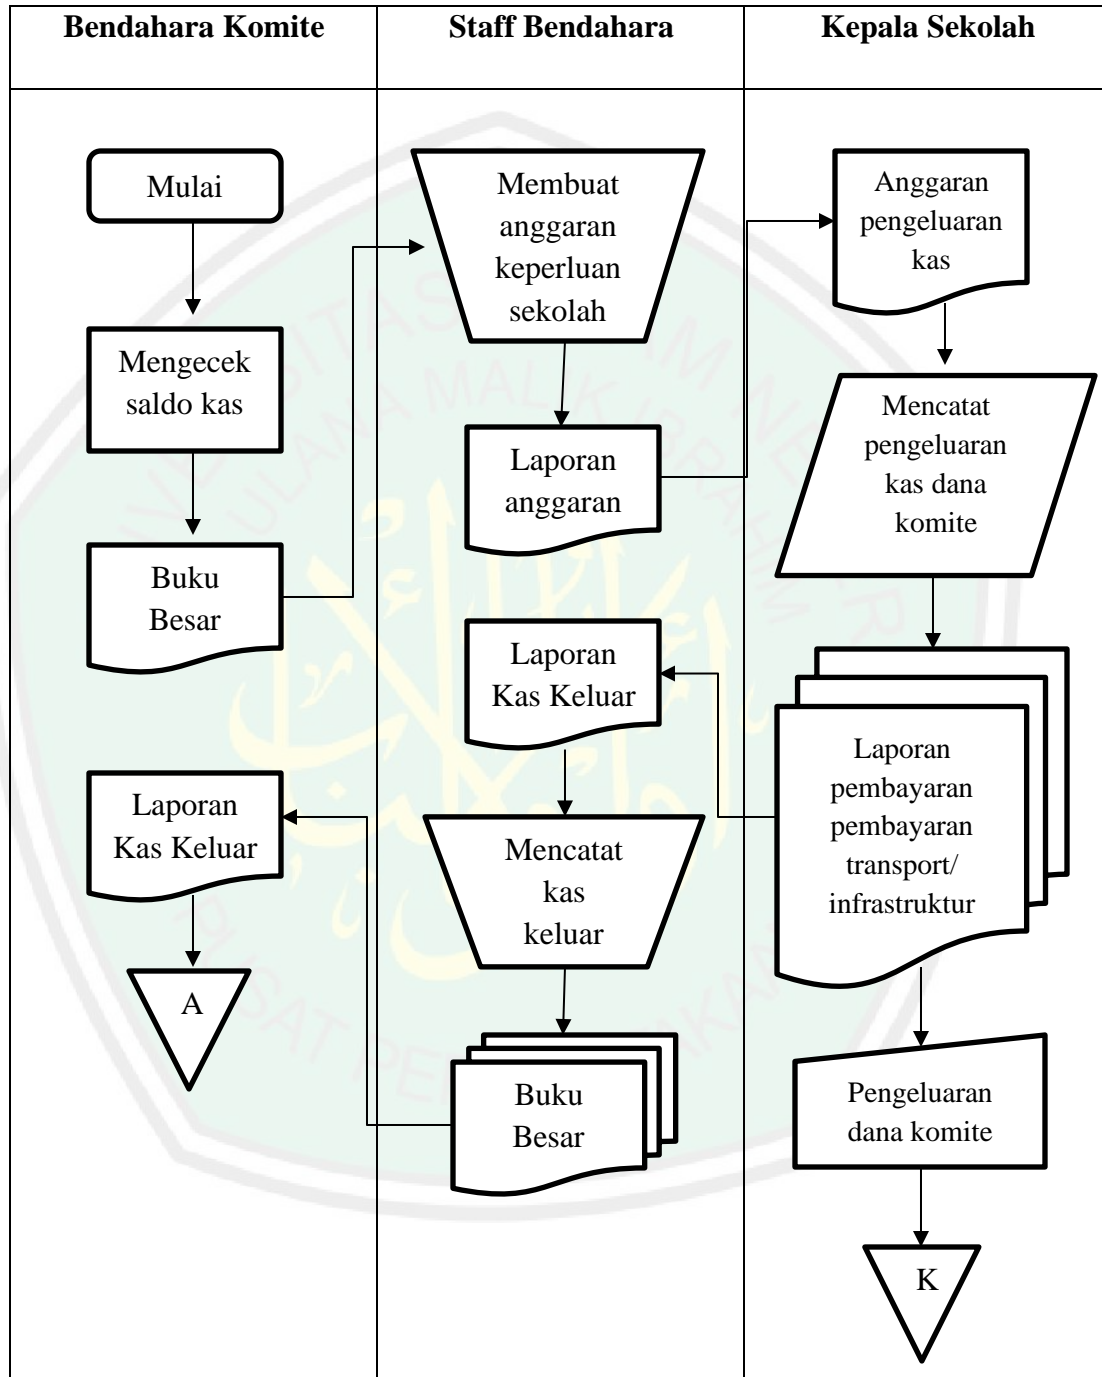 Bendahara Komite
Staff Bendahara
Kepala Sekolah
Mulai
Mengecek
saldo kas
Buku
Besar
Membuat
anggaran
keperluan
sekolah
Laporan
anggaran
Anggaran
pengeluaran
kas
Mencatat
pengeluaran
kas dana
komite
Laporan
pembayaran
pembayaran
transport/
infrastruktur
Laporan
Kas Keluar
Mencatat
kas
keluar
Buku
Besar
Laporan
Kas Keluar
A
Pengeluaran
dana komite
K